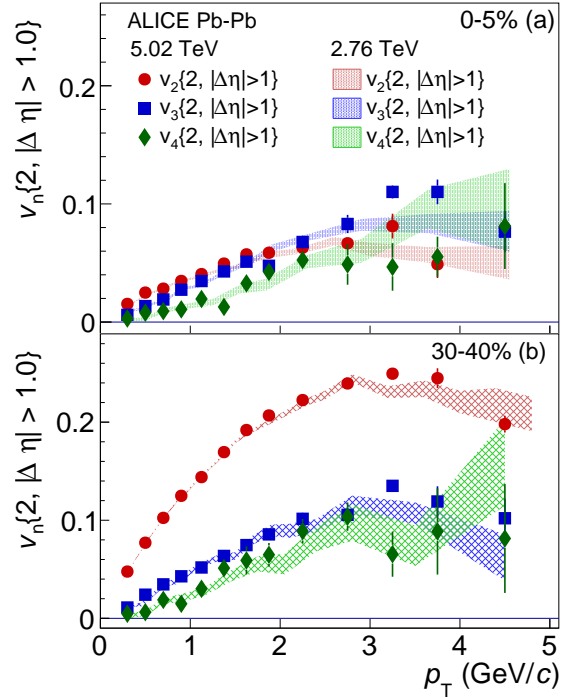 ALICE Pb-Pb
0-5% (a)
5.02 TeV
2.76 TeV
v₂{2, |Δη|>1}
v₂{2, |Δη|>1}
v₃{2, |Δη|>1}
v₃{2, |Δη|>1}
v₄{2, |Δη|>1}
v₄{2, |Δη|>1}
vₙ{2, |Δ η| > 1.0}
0.2
0.1
0
30-40% (b)
vₙ{2, |Δ η| > 1.0}
0.2
0.1
0
0 1 2 3 4 5
p_T (GeV/c)